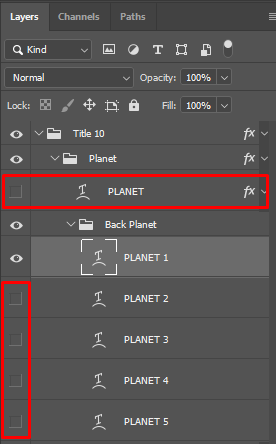 Layers Channels Paths
Kind
Normal Opacity: 100%
Lock: Fill: 100%
Title 10 fx
Planet fx
PLANET fx
Back Planet
PLANET 1
PLANET 2
PLANET 3
PLANET 4
PLANET 5